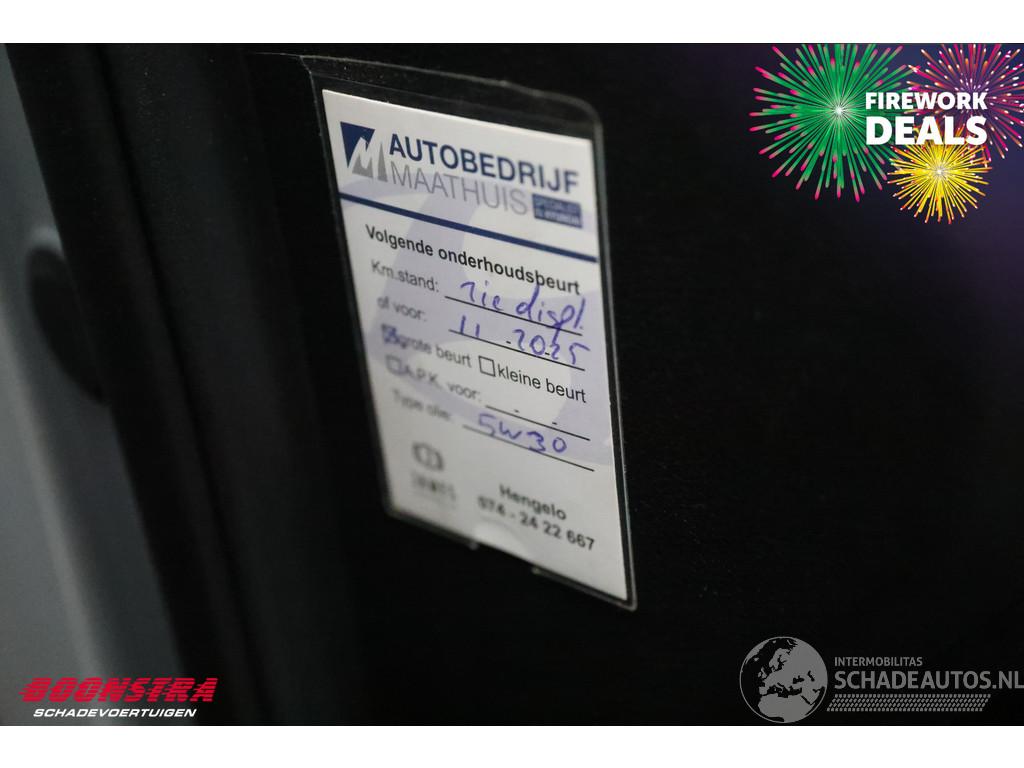 FIREWORK
DEALS
AUTOBEDRIJF
MAATHUIS
SPECIALIST
Volgende onderhoudsbeurt
Km.stand: zie displ.
of voor: 11 - 2025
grote beurt kleine beurt
A.P.K. voor: - -
Type olie: 5W30
Hengelo
074 - 24 22 667
BOONSTRA
SCHADEVOERTUIGEN
INTERMOBILITAS
SCHADEAUTOS.NL